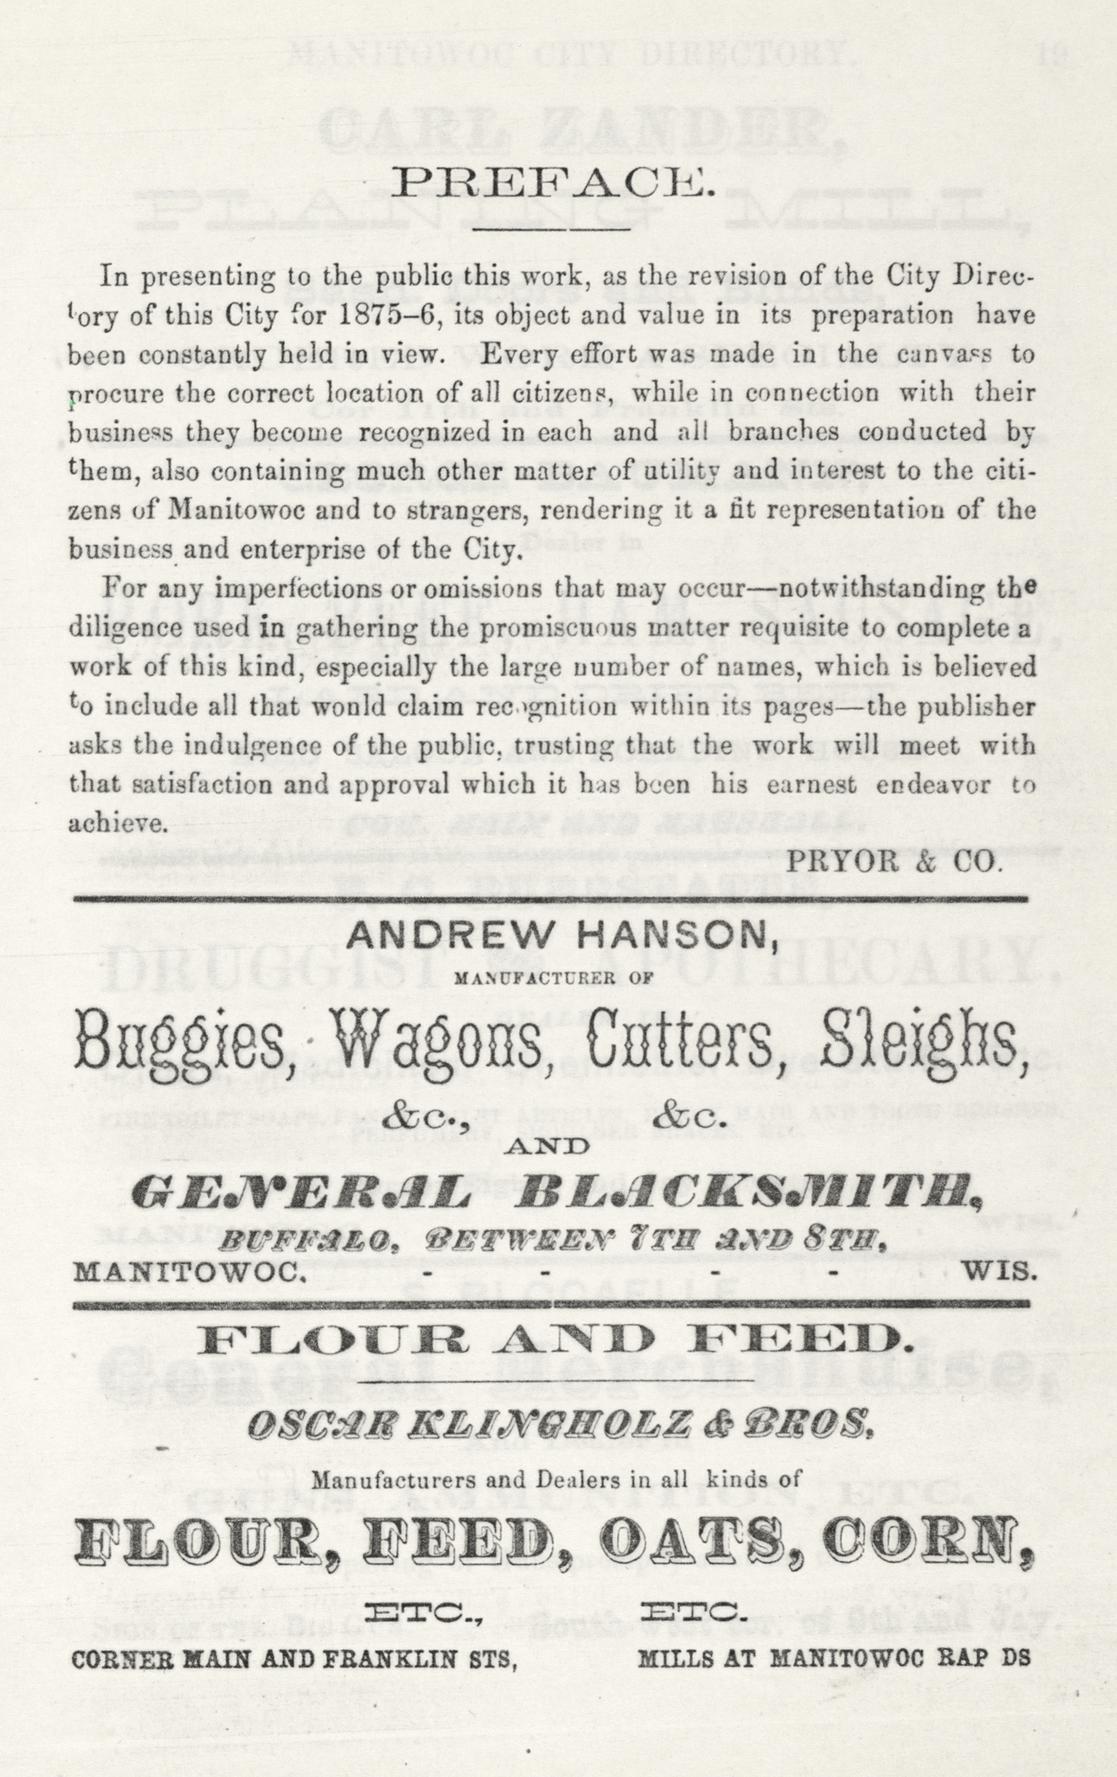 PREFACE.
In presenting to the public this work, as the revision of the City Direc-
tory of this City for 1875–6, its object and value in its preparation have
been constantly held in view. Every effort was made in the canvass to
procure the correct location of all citizens, while in connection with their
business they become recognized in each and all branches conducted by
them, also containing much other matter of utility and interest to the citi-
zens of Manitowoc and to strangers, rendering it a fit representation of the
business and enterprise of the City.
For any imperfections or omissions that may occur—notwithstanding the
diligence used in gathering the promiscuous matter requisite to complete a
work of this kind, especially the large number of names, which is believed
to include all that would claim recognition within its pages—the publisher
asks the indulgence of the public, trusting that the work will meet with
that satisfaction and approval which it has been his earnest endeavor to
achieve.
PRYOR & CO.
ANDREW HANSON,
MANUFACTURER OF
Buggies, Wagons, Cutters, Sleighs,
&c., &c.
AND
GENERAL BLACKSMITH,
BUFFALO, BETWEEN 7TH AND 8TH,
MANITOWOC. - - - - WIS.
FLOUR AND FEED.
OSCAR KLINGHOLZ & BROS.
Manufacturers and Dealers in all kinds of
FLOUR, FEED, OATS, CORN,
ETC., ETC.
CORNER MAIN AND FRANKLIN STS, MILLS AT MANITOWOC RAP DS